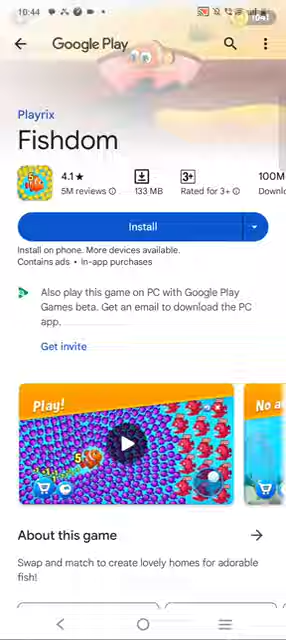 10:44
Google Play
Playrix
Fishdom
4.1★
5M reviews
133 MB
3+
Rated for 3+
100M
Downlo
Install
Install on phone. More devices available.
Contains ads • In-app purchases
Also play this game on PC with Google Play
Games beta. Get an email to download the PC
app.
Get invite
Play!
No a
5
About this game
Swap and match to create lovely homes for adorable
fish!